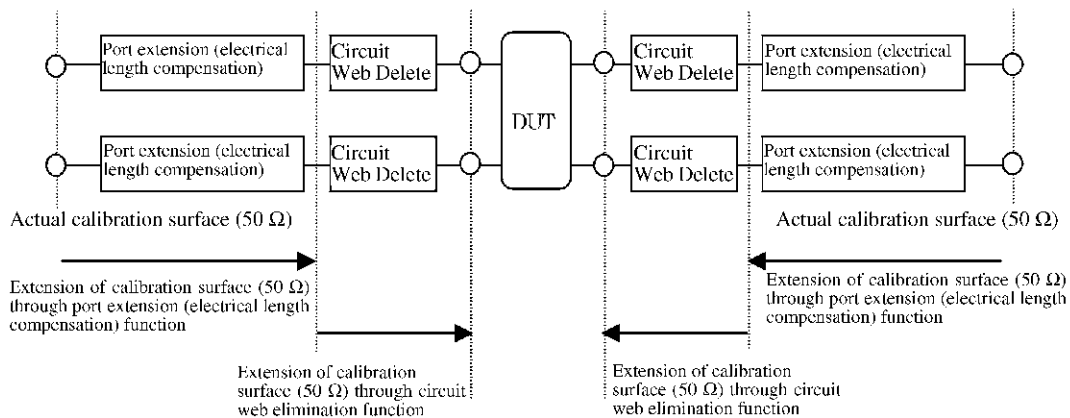 Port extension (electrical
length compensation)
Circuit
Web Delete
DUT
Circuit
Web Delete
Port extension (electrical
length compensation)
Port extension (electrical
length compensation)
Circuit
Web Delete
Circuit
Web Delete
Port extension (electrical
length compensation)
Actual calibration surface (50 Ω)
Actual calibration surface (50 Ω)
Extension of calibration surface (50 Ω)
through port extension (electrical length
compensation) function
Extension of calibration surface (50 Ω)
through port extension (electrical length
compensation) function
Extension of calibration
surface (50 Ω) through circuit
web elimination function
Extension of calibration
surface (50 Ω) through circuit
web elimination function